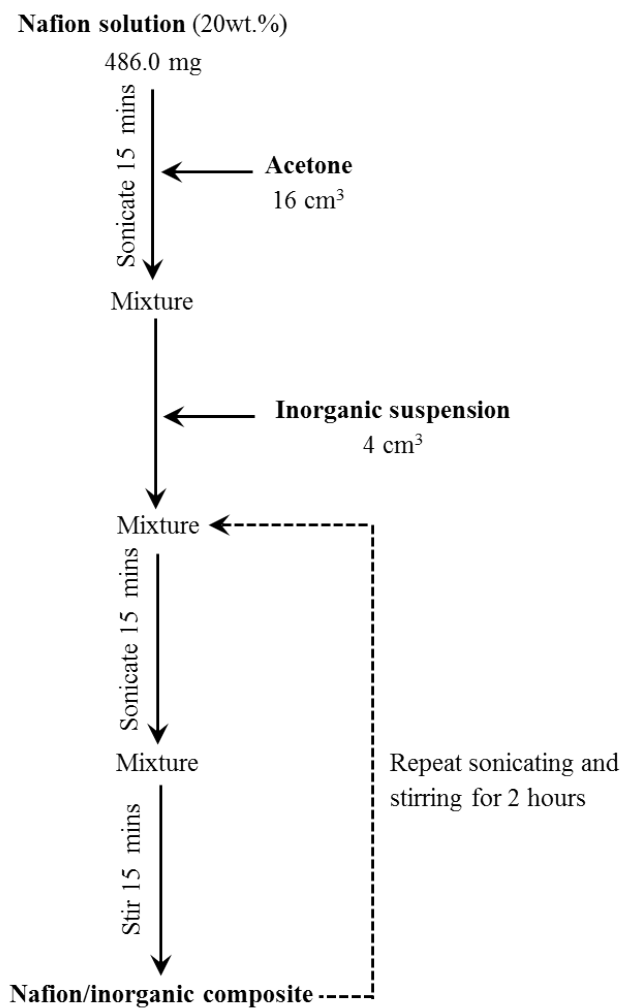 Nafion solution (20wt.%)
486.0 mg
Sonicate 15 mins
Acetone
16 cm³
Mixture
Inorganic suspension
4 cm³
Mixture
Sonicate 15 mins
Mixture
Repeat sonicating and
stirring for 2 hours
Stir 15 mins
Nafion/inorganic composite